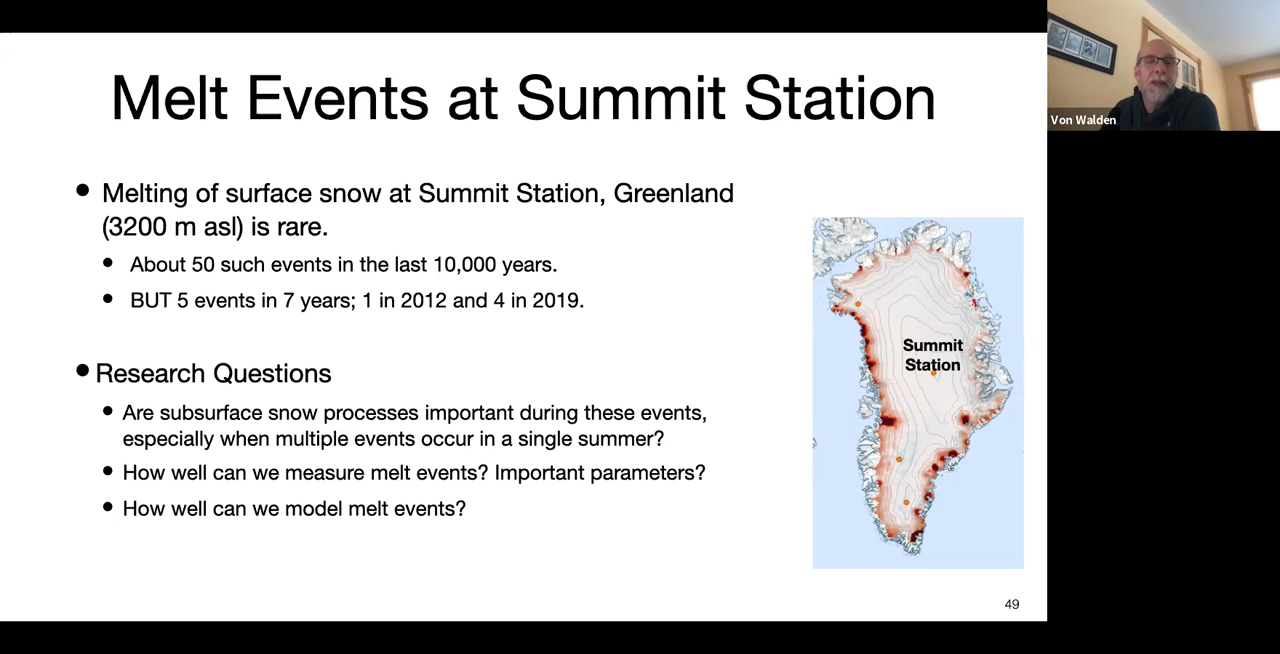 Melt Events at Summit Station
Von Walden
• Melting of surface snow at Summit Station, Greenland
(3200 m asl) is rare.
• About 50 such events in the last 10,000 years.
• BUT 5 events in 7 years; 1 in 2012 and 4 in 2019.
• Research Questions
• Are subsurface snow processes important during these events,
especially when multiple events occur in a single summer?
• How well can we measure melt events? Important parameters?
• How well can we model melt events?
Summit
Station
49